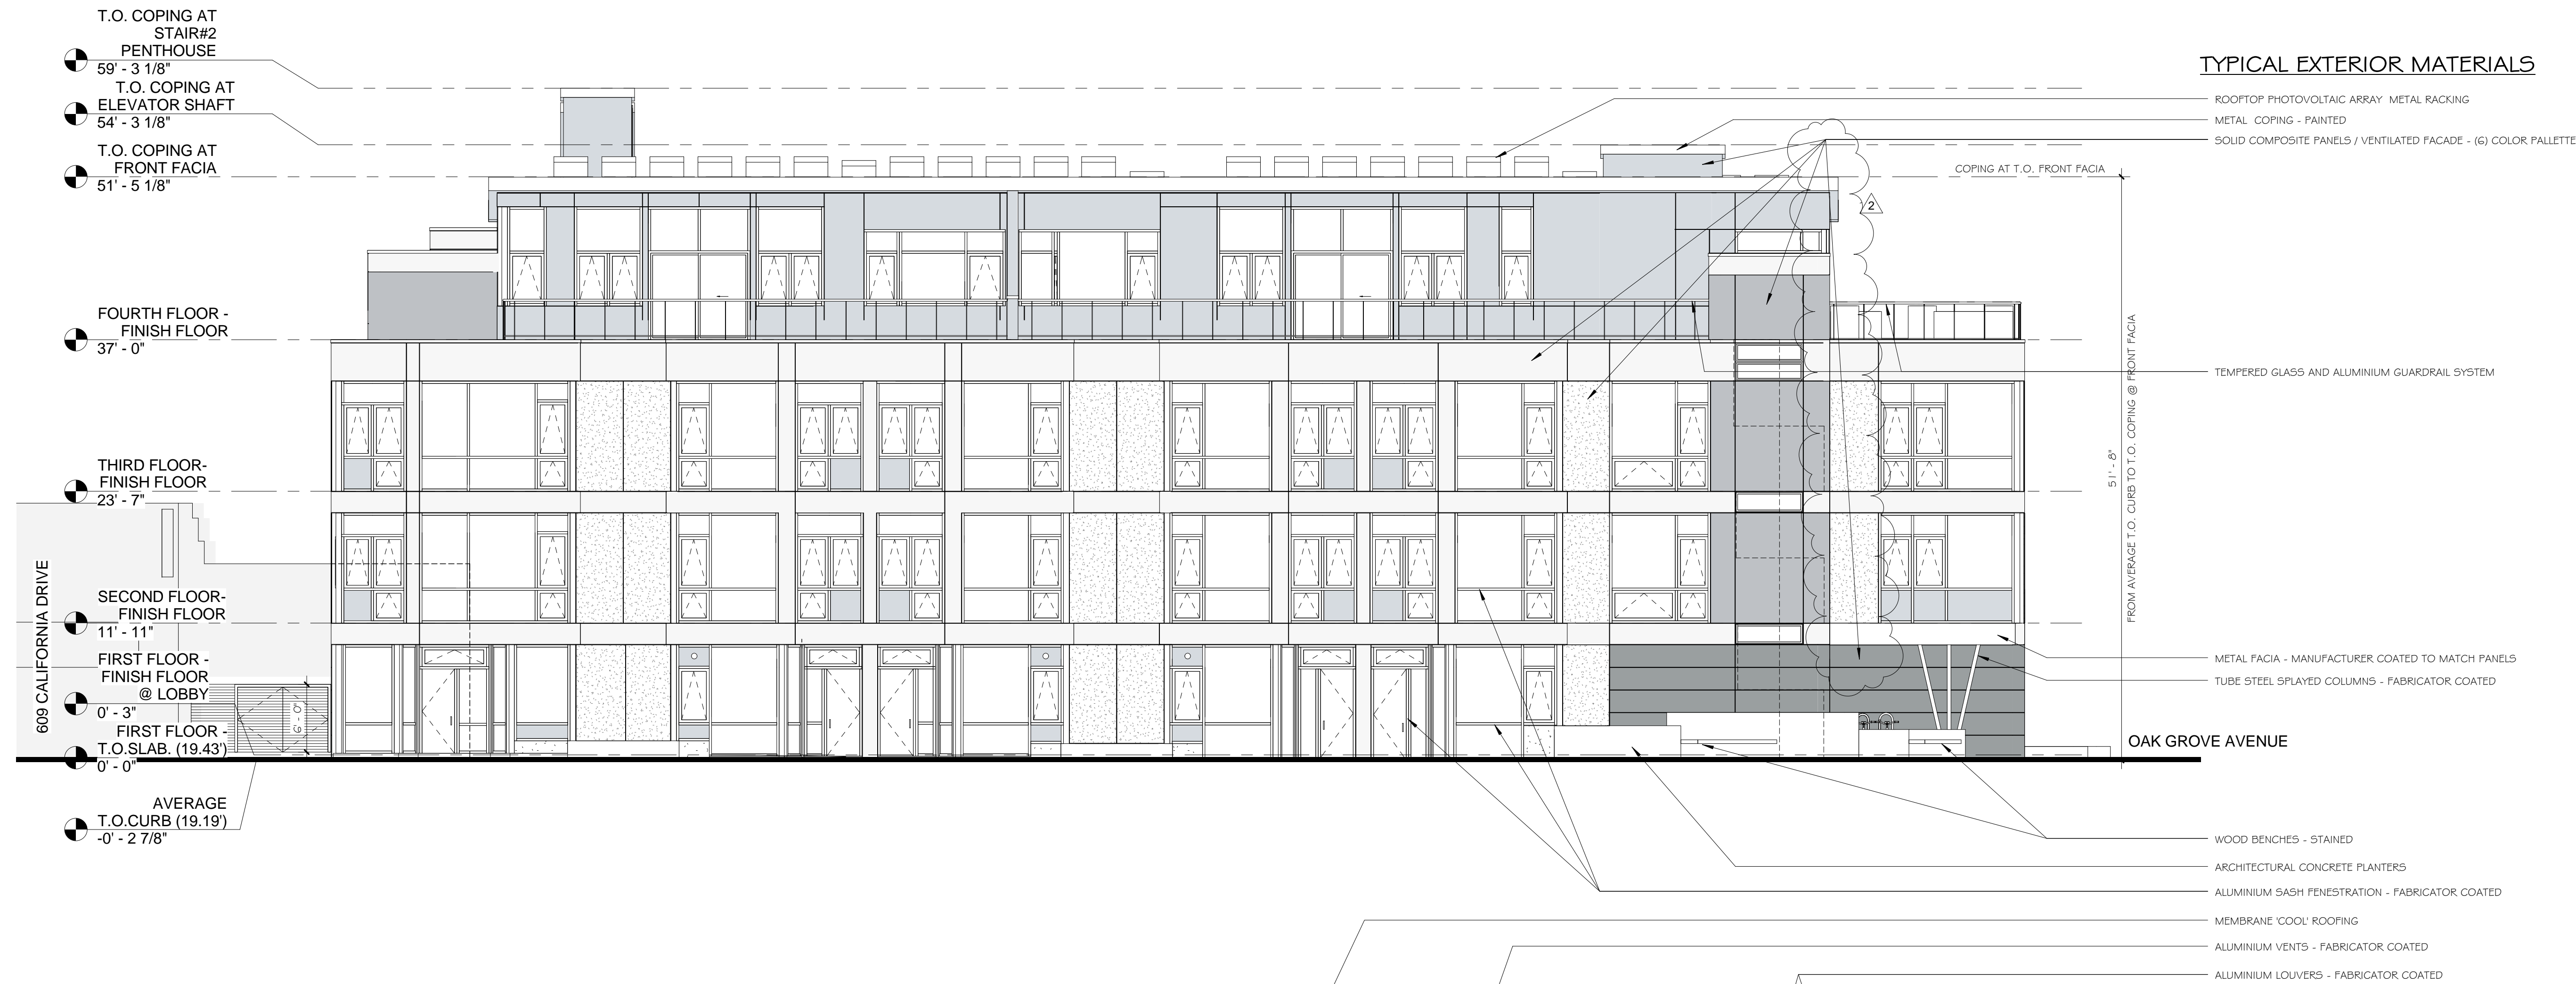 T.O. COPING AT
STAIR#2
PENTHOUSE
59' - 3 1/8"
T.O. COPING AT
ELEVATOR SHAFT
54' - 3 1/8"
T.O. COPING AT
FRONT FACIA
51' - 5 1/8"
FOURTH FLOOR -
FINISH FLOOR
37' - 0"
THIRD FLOOR-
FINISH FLOOR
23' - 7"
SECOND FLOOR-
FINISH FLOOR
11' - 11"
FIRST FLOOR -
FINISH FLOOR
@ LOBBY
0' - 3"
FIRST FLOOR -
T.O.SLAB. (19.43')
0' - 0"
AVERAGE
T.O.CURB (19.19')
-0' - 2 7/8"
609 CALIFORNIA DRIVE
6' - 0"
2
COPING AT T.O. FRONT FACIA
51' - 8"
FROM AVERAGE T.O. CURB TO T.O. COPING @ FRONT FACIA
OAK GROVE AVENUE
TYPICAL EXTERIOR MATERIALS
ROOFTOP PHOTOVOLTAIC ARRAY METAL RACKING
METAL COPING - PAINTED
SOLID COMPOSITE PANELS / VENTILATED FACADE - (6) COLOR PALLETTE
TEMPERED GLASS AND ALUMINIUM GUARDRAIL SYSTEM
METAL FACIA - MANUFACTURER COATED TO MATCH PANELS
TUBE STEEL SPLAYED COLUMNS - FABRICATOR COATED
WOOD BENCHES - STAINED
ARCHITECTURAL CONCRETE PLANTERS
ALUMINIUM SASH FENESTRATION - FABRICATOR COATED
MEMBRANE 'COOL' ROOFING
ALUMINIUM VENTS - FABRICATOR COATED
ALUMINIUM LOUVERS - FABRICATOR COATED